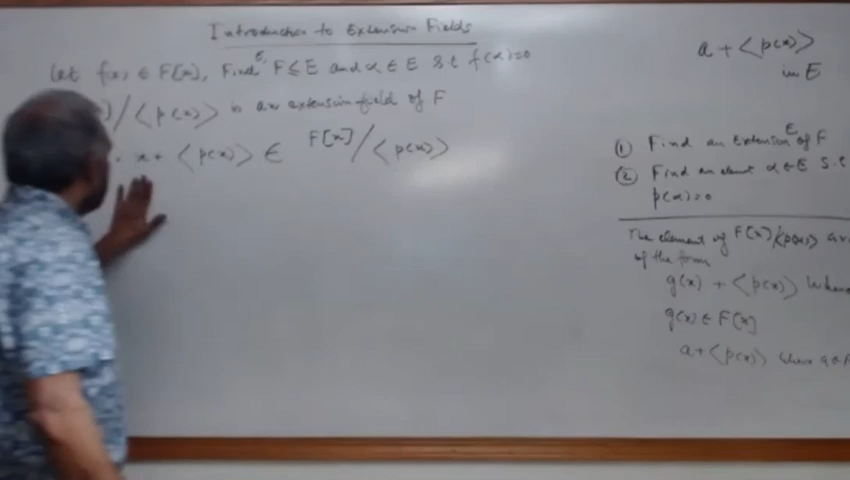 Introduction to Extension Fields
Let f(x) ∈ F[x], Find E, F ≤ E and α ∈ E s.t f(α)=0
]/⟨p(x)⟩ is an extension field of F
x + ⟨p(x)⟩ ∈ F[x]/⟨p(x)⟩
a + ⟨p(x)⟩
in E
① Find an extension E of F
② Find an element α ∈ E s.t
p(α)=0
The element of F[x]/⟨p(x)⟩ are
of the form
g(x) + ⟨p(x)⟩ where
g(x) ∈ F[x]
a + ⟨p(x)⟩ where a ∈ F